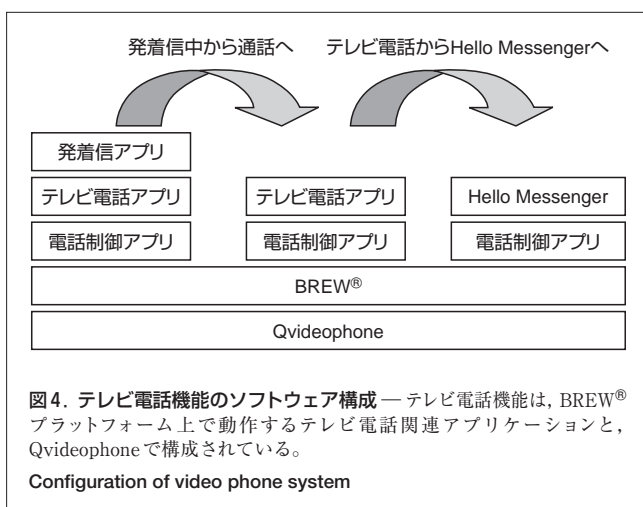 発着信中から通話へ
テレビ電話からHello Messengerへ
発着信アプリ
テレビ電話アプリ
テレビ電話アプリ
Hello Messenger
電話制御アプリ
電話制御アプリ
電話制御アプリ
BREW®
Qvideophone
図4. テレビ電話機能のソフトウェア構成 — テレビ電話機能は, BREW®
プラットフォーム上で動作するテレビ電話関連アプリケーションと,
Qvideophoneで構成されている。
Configuration of video phone system